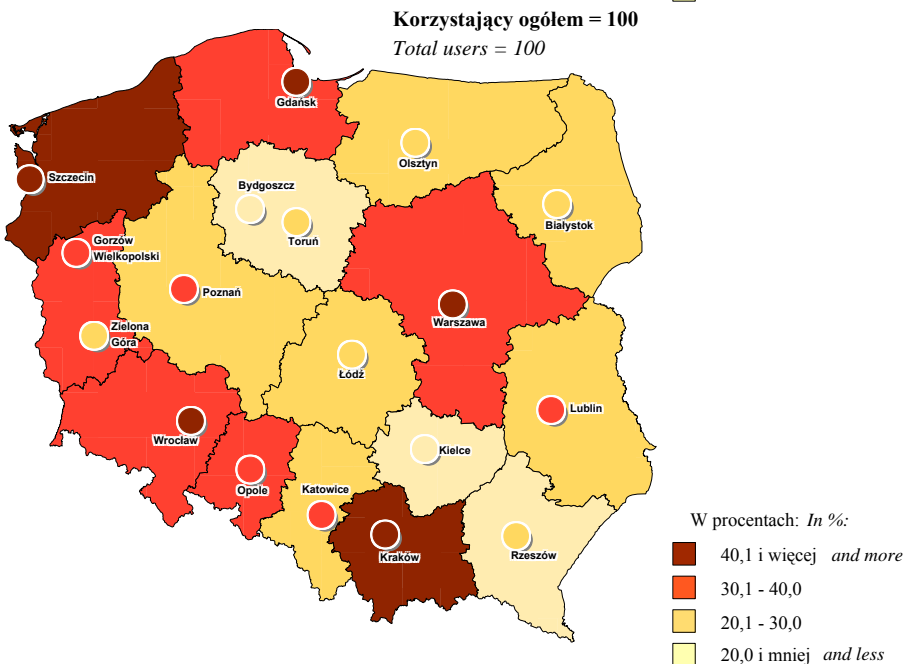 Korzystający ogółem = 100
Total users = 100
Gdańsk
Olsztyn
Szczecin
Bydgoszcz
Toruń
Białystok
Gorzów
Wielkopolski
Poznań
Warszawa
Zielona
Góra
Łódź
Lublin
Wrocław
Kielce
Opole
Katowice
Kraków
Rzeszów
W procentach: In %:
40,1 i więcej and more
30,1 - 40,0
20,1 - 30,0
20,0 i mniej and less